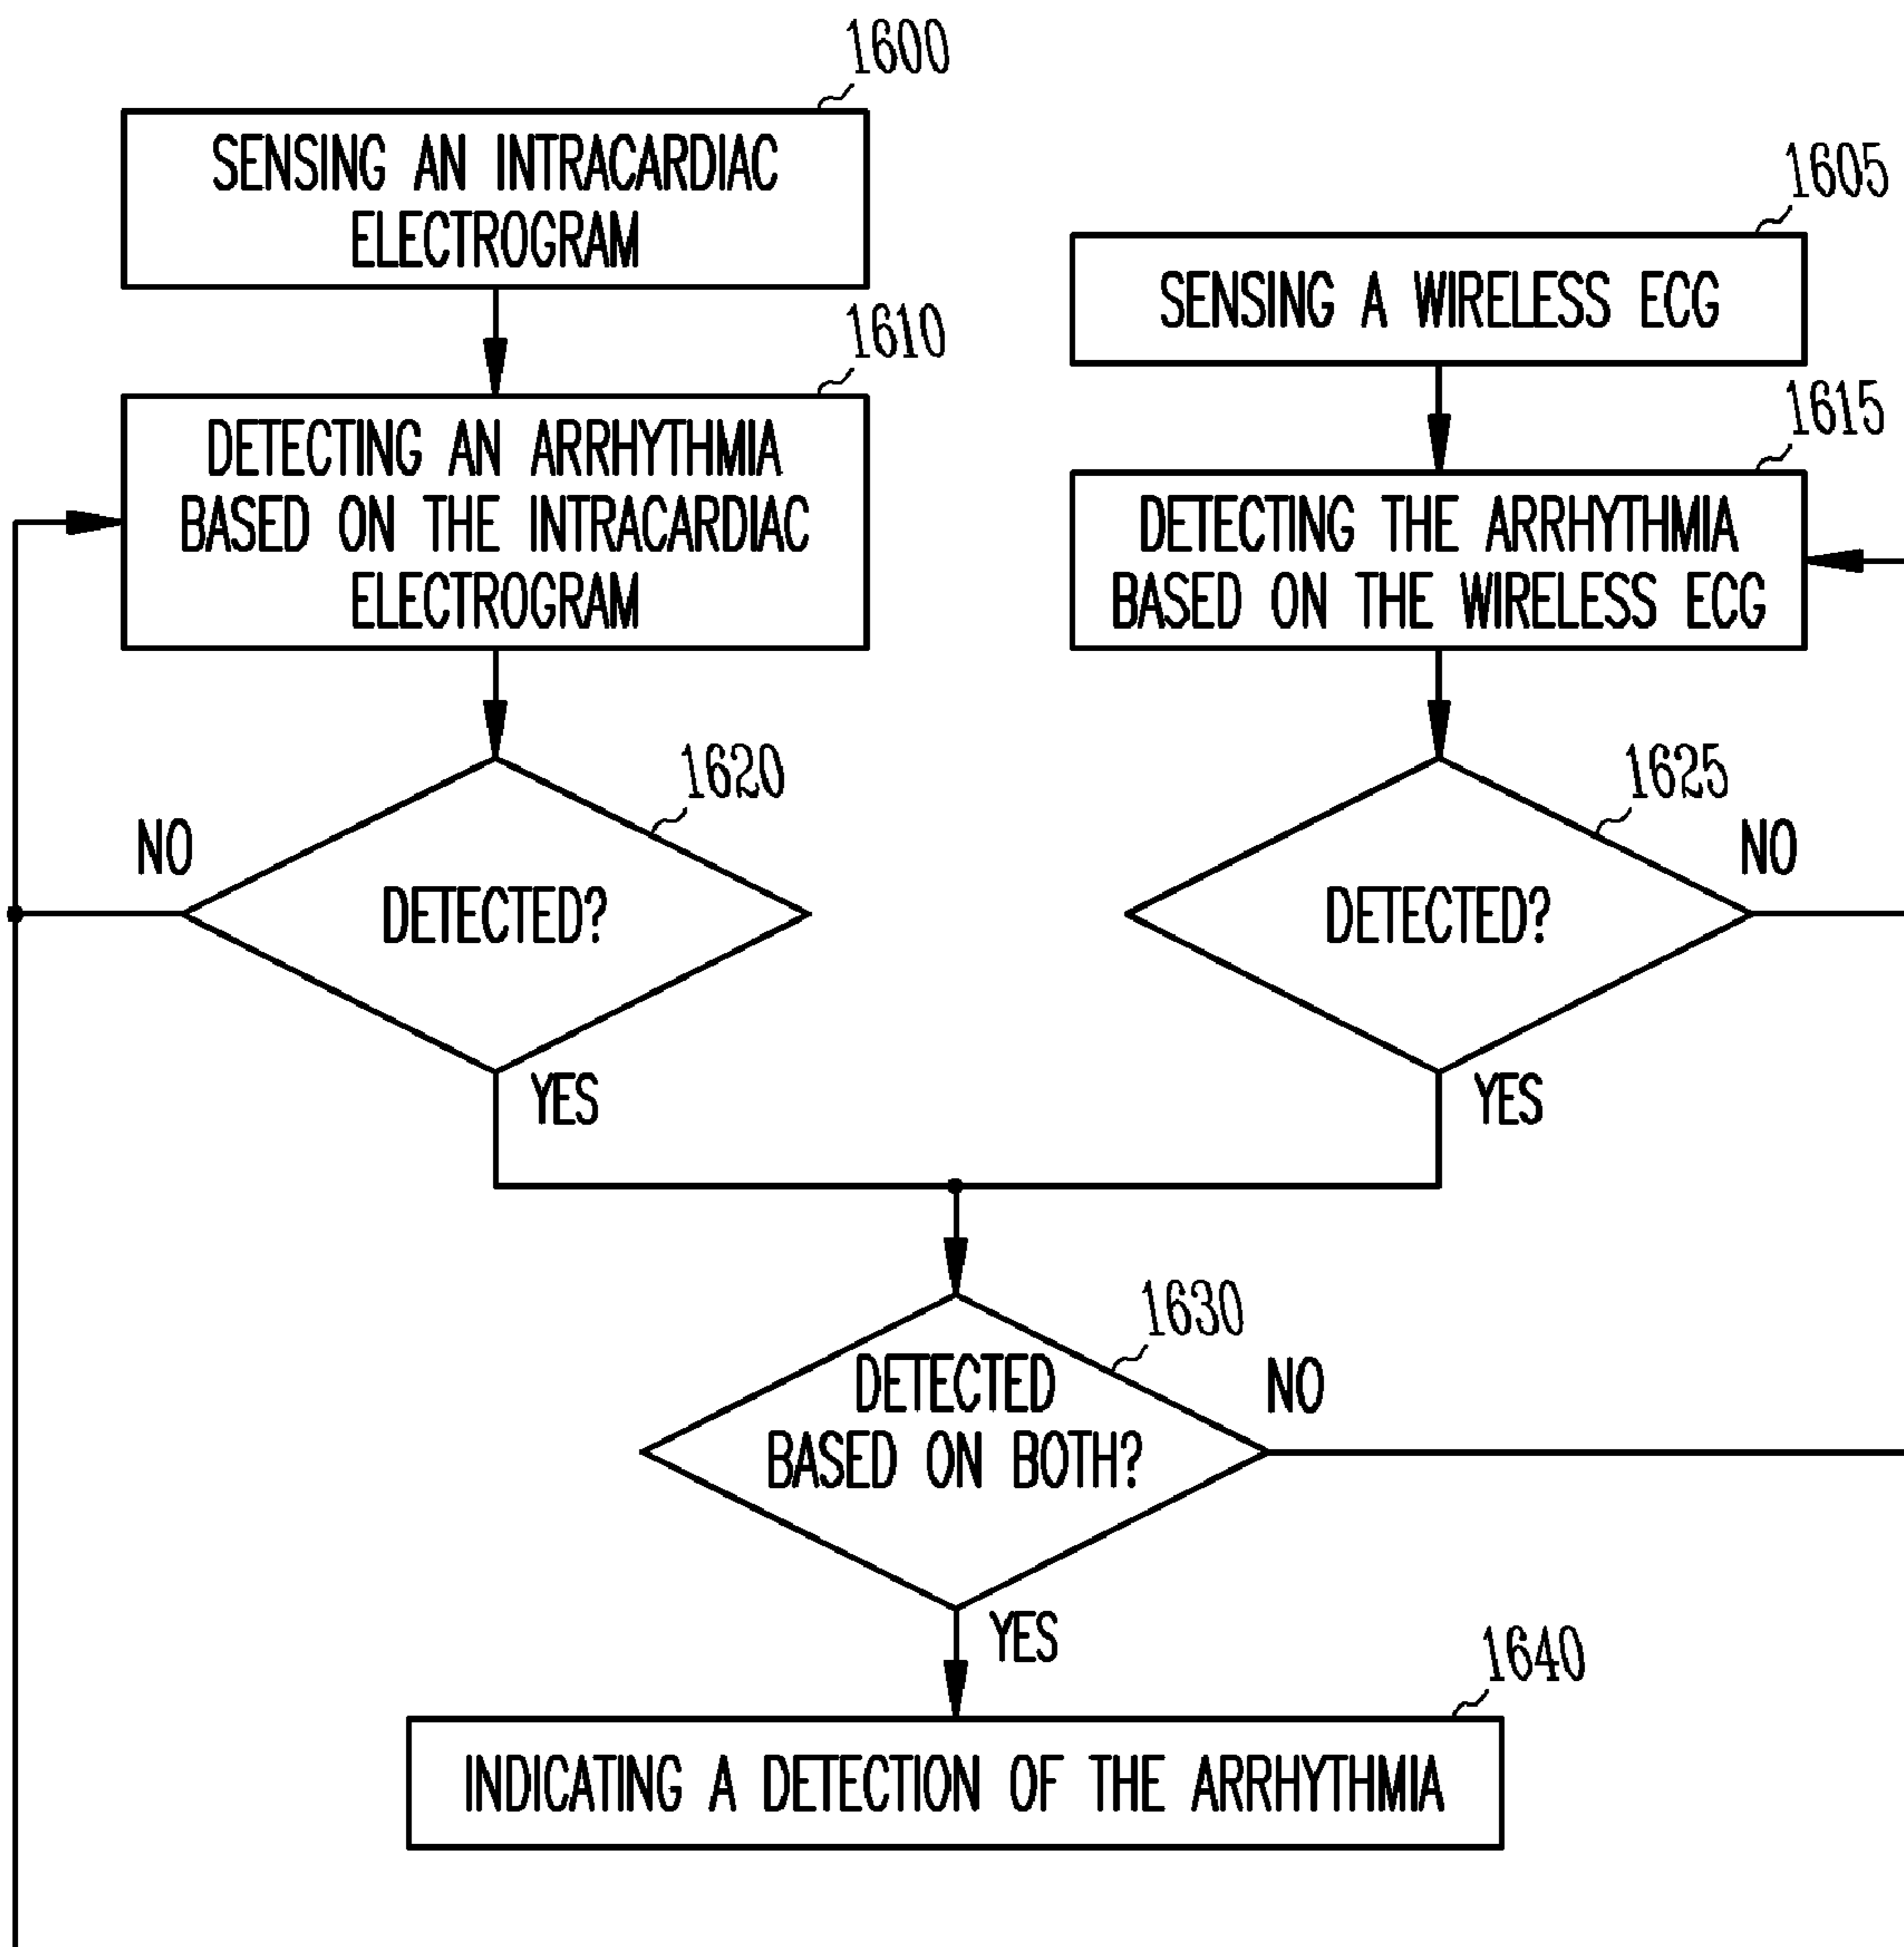 1600
SENSING AN INTRACARDIAC
ELECTROGRAM
1605
SENSING A WIRELESS ECG
1610
DETECTING AN ARRHYTHMIA
BASED ON THE INTRACARDIAC
ELECTROGRAM
1615
DETECTING THE ARRHYTHMIA
BASED ON THE WIRELESS ECG
1620
NO
DETECTED?
YES
1625
NO
DETECTED?
YES
1630
DETECTED
BASED ON BOTH?
NO
YES
1640
INDICATING A DETECTION OF THE ARRHYTHMIA